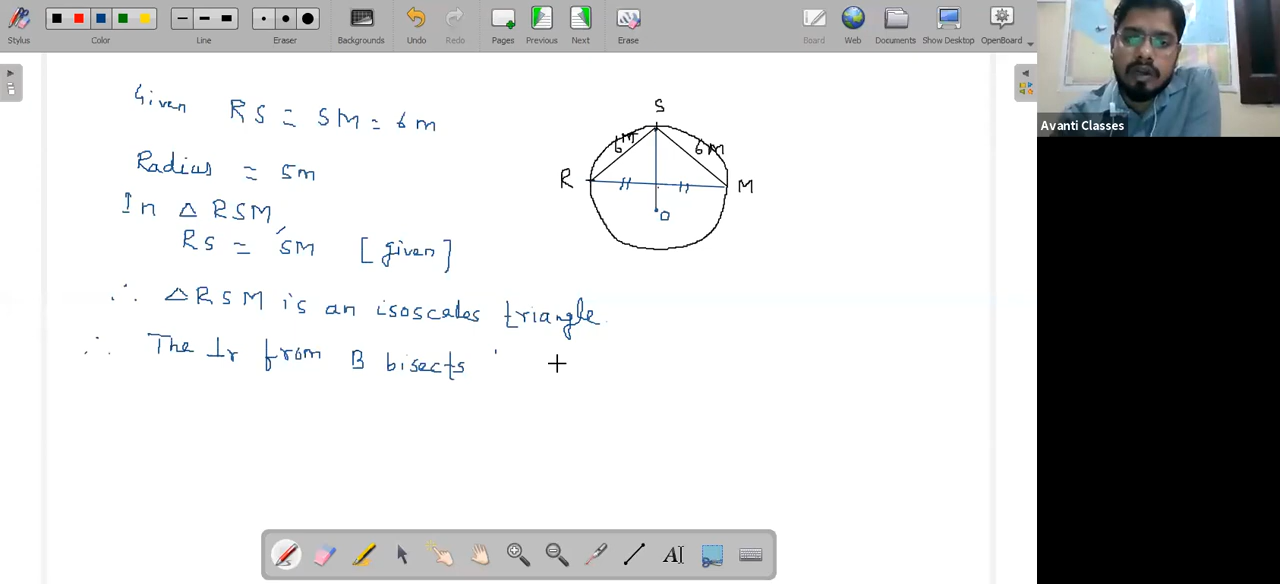 Stylus
Color
Line
Eraser
Backgrounds
Undo
Redo
Pages
Previous
Next
Erase
Board
Web
Documents
Show Desktop
OpenBoard
Avanti Classes
Given RS = SM = 6 m
Radius = 5m
In △ RSM,
RS = SM [given]
∴ △RSM is an isoscales triangle.
∴ The ⊥r from B bisects
S
6M 6M
R M
O
AI